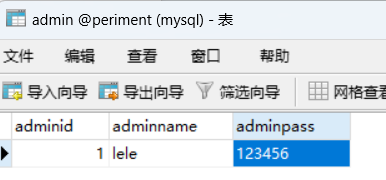 admin @periment (mysql) - 表
文件 编辑 查看 窗口 帮助
导入向导 导出向导 筛选向导 网格查看
adminid adminname adminpass
1 lele 123456